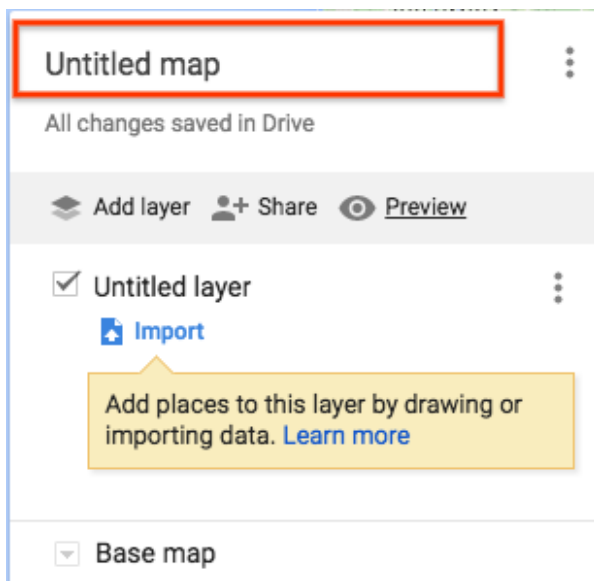 Untitled map
All changes saved in Drive
Add layer Share Preview
Untitled layer
Import
Add places to this layer by drawing or
importing data. Learn more
Base map